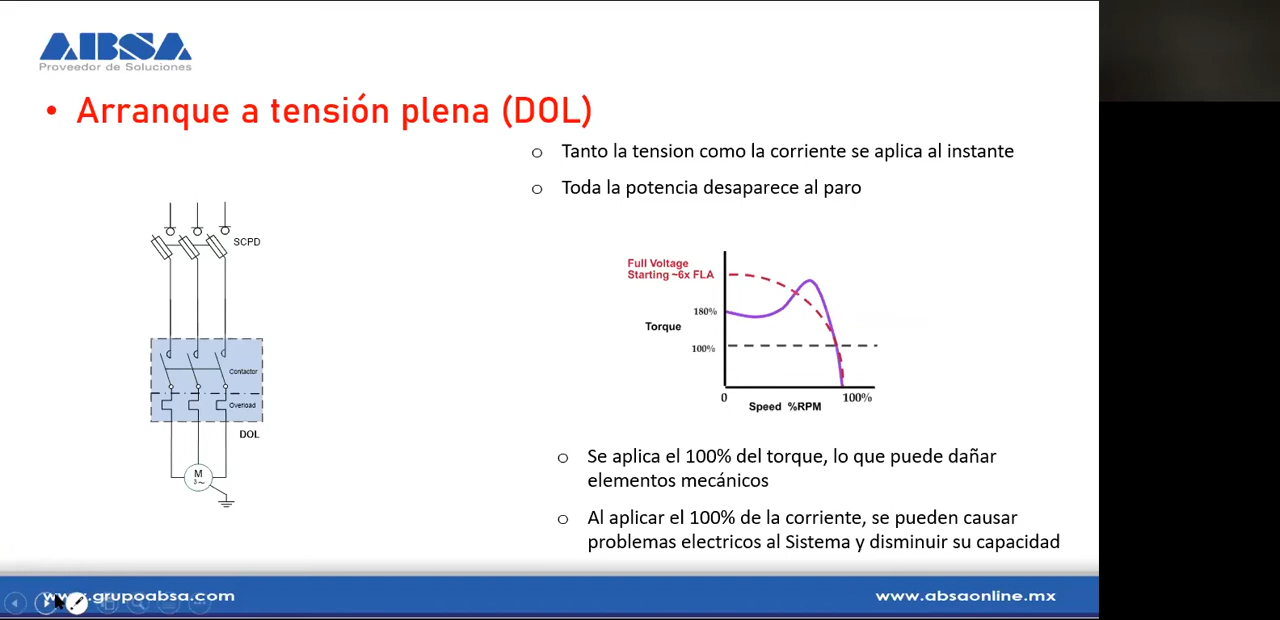 ABSA
Proveedor de Soluciones
• Arranque a tensión plena (DOL)
o Tanto la tension como la corriente se aplica al instante
o Toda la potencia desaparece al paro
SCPD
Contactor
Overload
DOL
M
3~
Full Voltage
Starting ~6x FLA
180%
Torque
100%
0
100%
Speed %RPM
o Se aplica el 100% del torque, lo que puede dañar
elementos mecánicos
o Al aplicar el 100% de la corriente, se pueden causar
problemas electricos al Sistema y disminuir su capacidad
www.grupoabsa.com
www.absaonline.mx